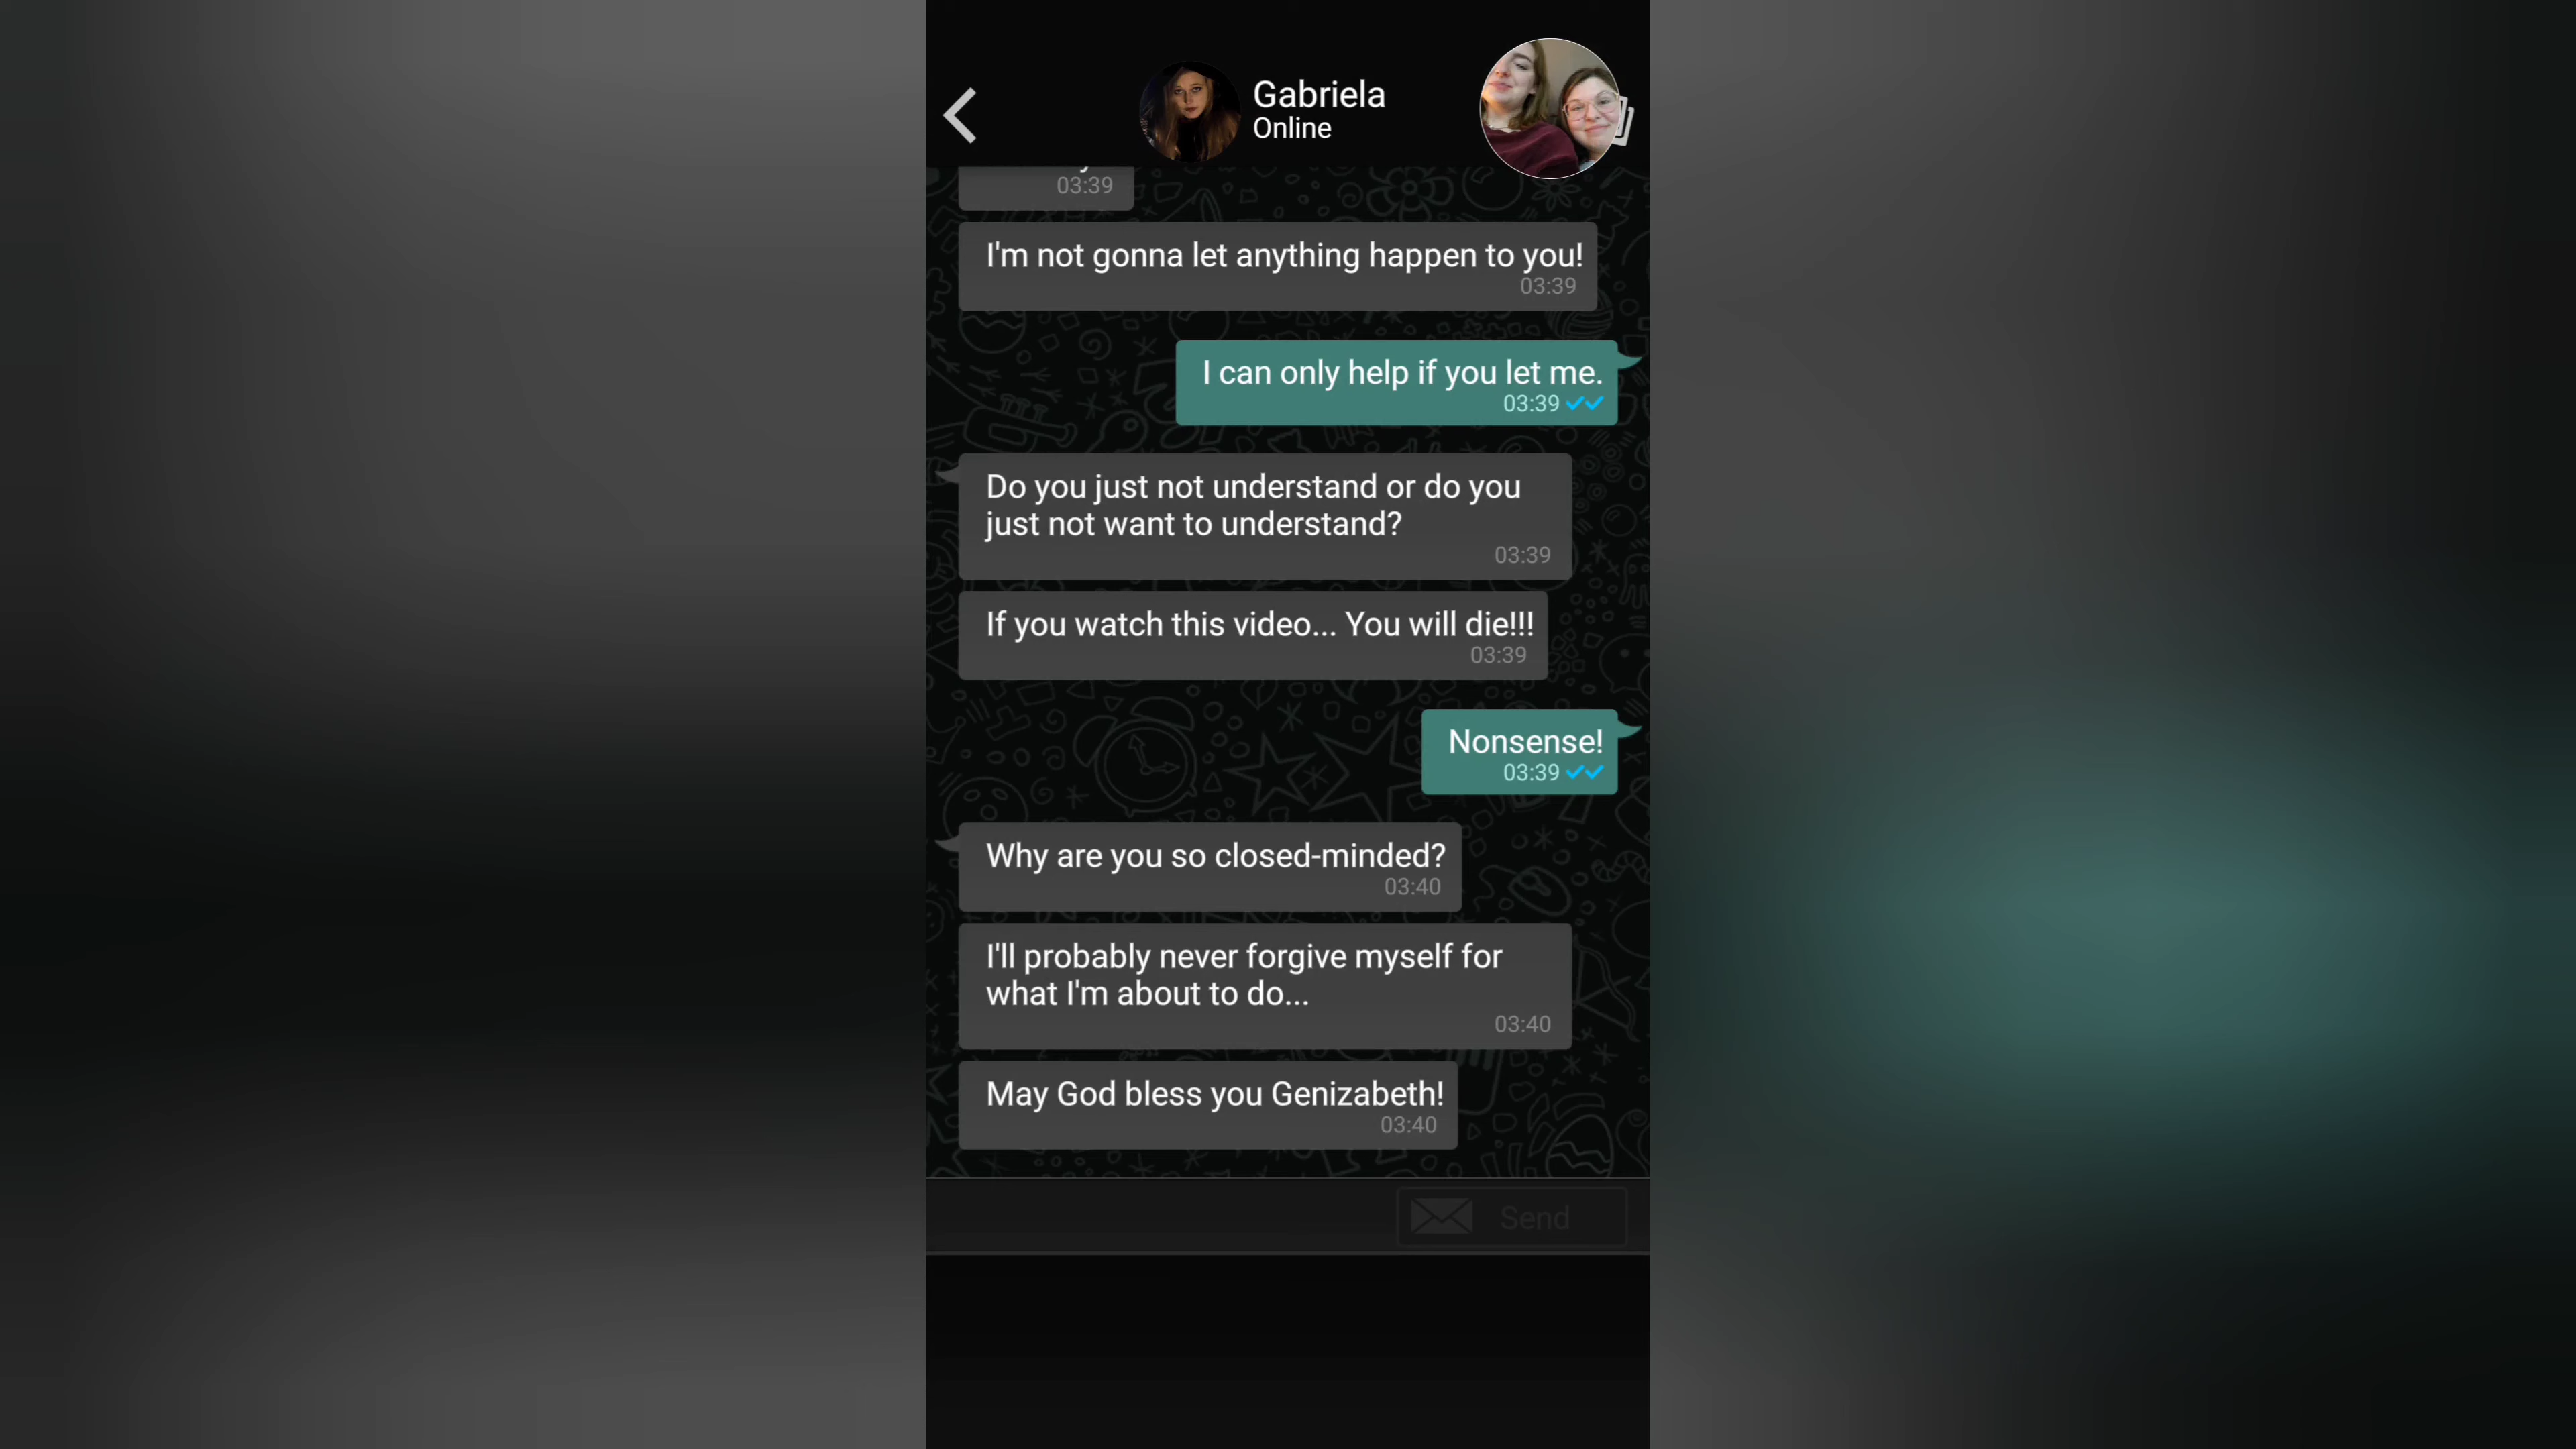 Gabriela
Online
03:39
I'm not gonna let anything happen to you!
03:39
I can only help if you let me.
03:39
Do you just not understand or do you
just not want to understand?
03:39
If you watch this video... You will die!!!
03:39
Nonsense!
03:39
Why are you so closed-minded?
03:40
I'll probably never forgive myself for
what I'm about to do...
03:40
May God bless you Genizabeth!
03:40
Send